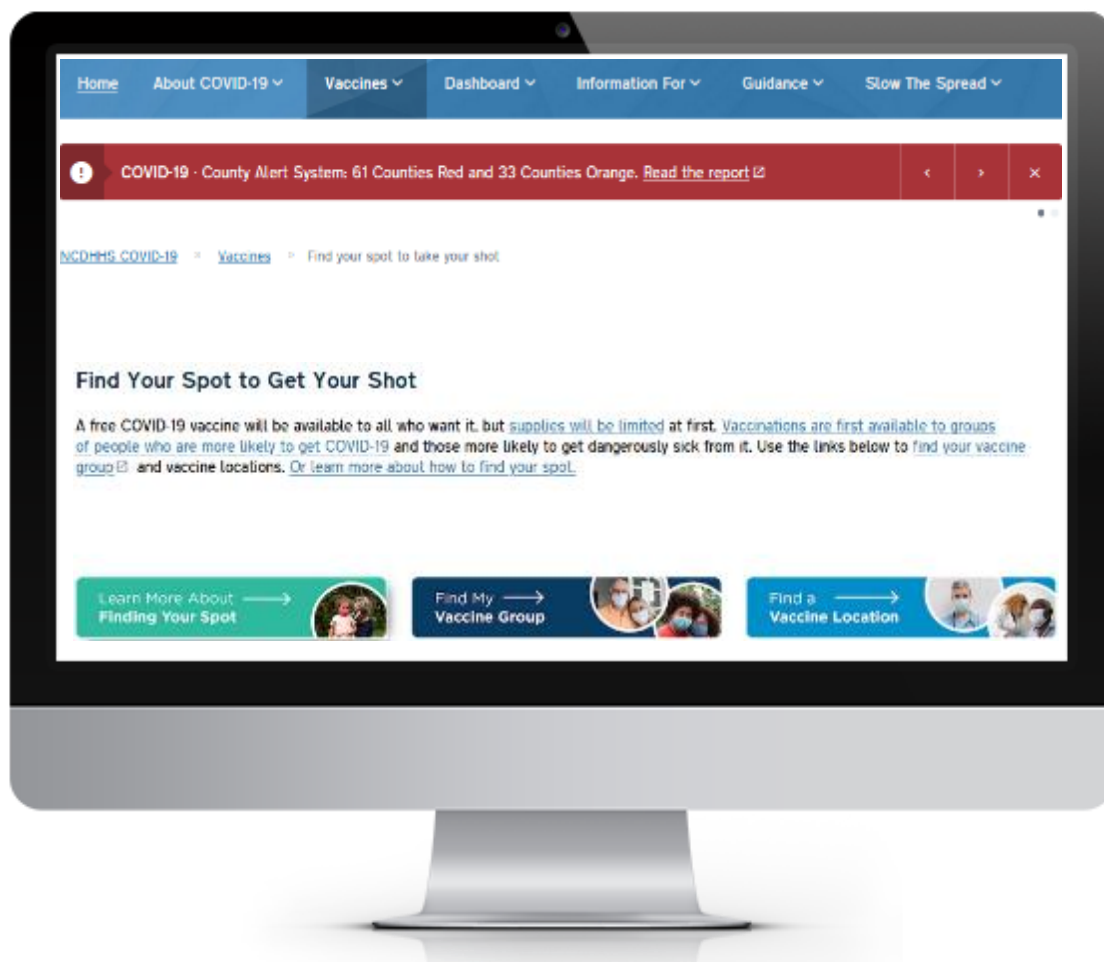 Home About COVID-19 Vaccines Dashboard Information For Guidance Slow The Spread
COVID-19 - County Alert System: 61 Counties Red and 33 Counties Orange. Read the report
NCDHHS COVID-19 Vaccines Find your spot to take your shot
Find Your Spot to Get Your Shot
A free COVID-19 vaccine will be available to all who want it, but supplies will be limited at first. Vaccinations are first available to groups
of people who are more likely to get COVID-19 and those more likely to get dangerously sick from it. Use the links below to find your vaccine
group and vaccine locations. Or learn more about how to find your spot.
Learn More About
Finding Your Spot
Find My
Vaccine Group
Find a
Vaccine Location